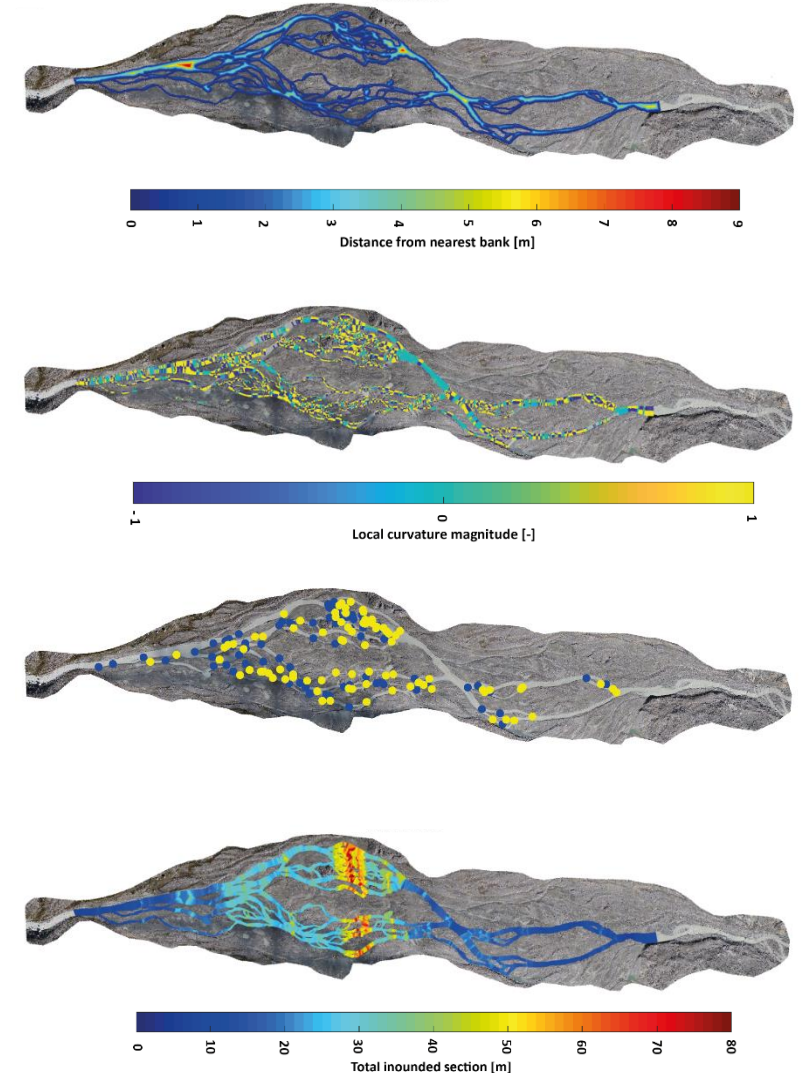 0 1 2 3 4 5 6 7 8 9
Distance from nearest bank [m]
-1 0 1
Local curvature magnitude [-]
0 10 20 30 40 50 60 70 80
Total inounded section [m]